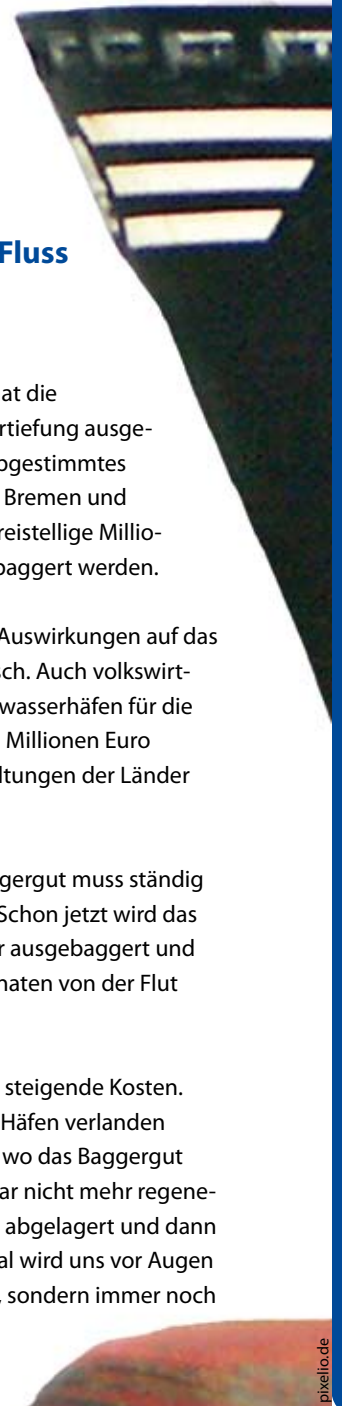 Fluss
at die
rtiefung ausge-
bgestimmtes
Bremen und
reistellige Millio-
baggert werden.
Auswirkungen auf das
sch. Auch volkswirt-
wasserhäfen für die
Millionen Euro
ltungen der Länder
gergut muss ständig
Schon jetzt wird das
r ausgebaggert und
naten von der Flut
steigende Kosten.
Häfen verlanden
wo das Baggergut
ar nicht mehr regene-
abgelagert und dann
al wird uns vor Augen
, sondern immer noch
pixelio.de